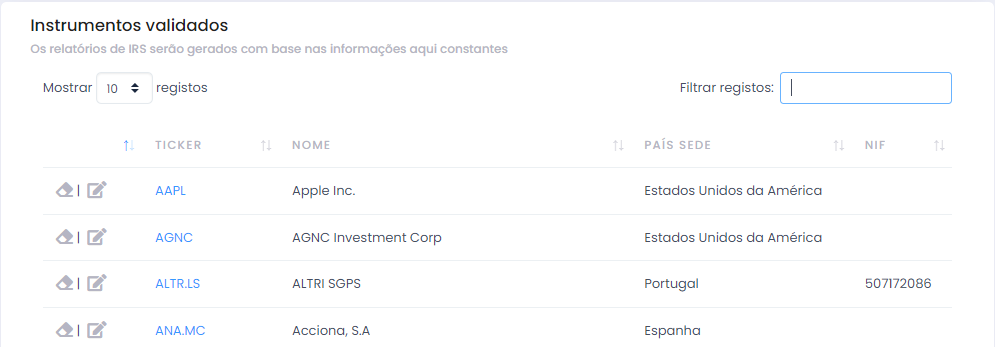 Instrumentos validados
Os relatórios de IRS serão gerados com base nas informações aqui constantes
Mostrar 10 registos Filtrar registos:
TICKER NOME PAÍS SEDE NIF
| AAPL Apple Inc. Estados Unidos da América
| AGNC AGNC Investment Corp Estados Unidos da América
| ALTR.LS ALTRI SGPS Portugal 507172086
| ANA.MC Acciona, S.A Espanha